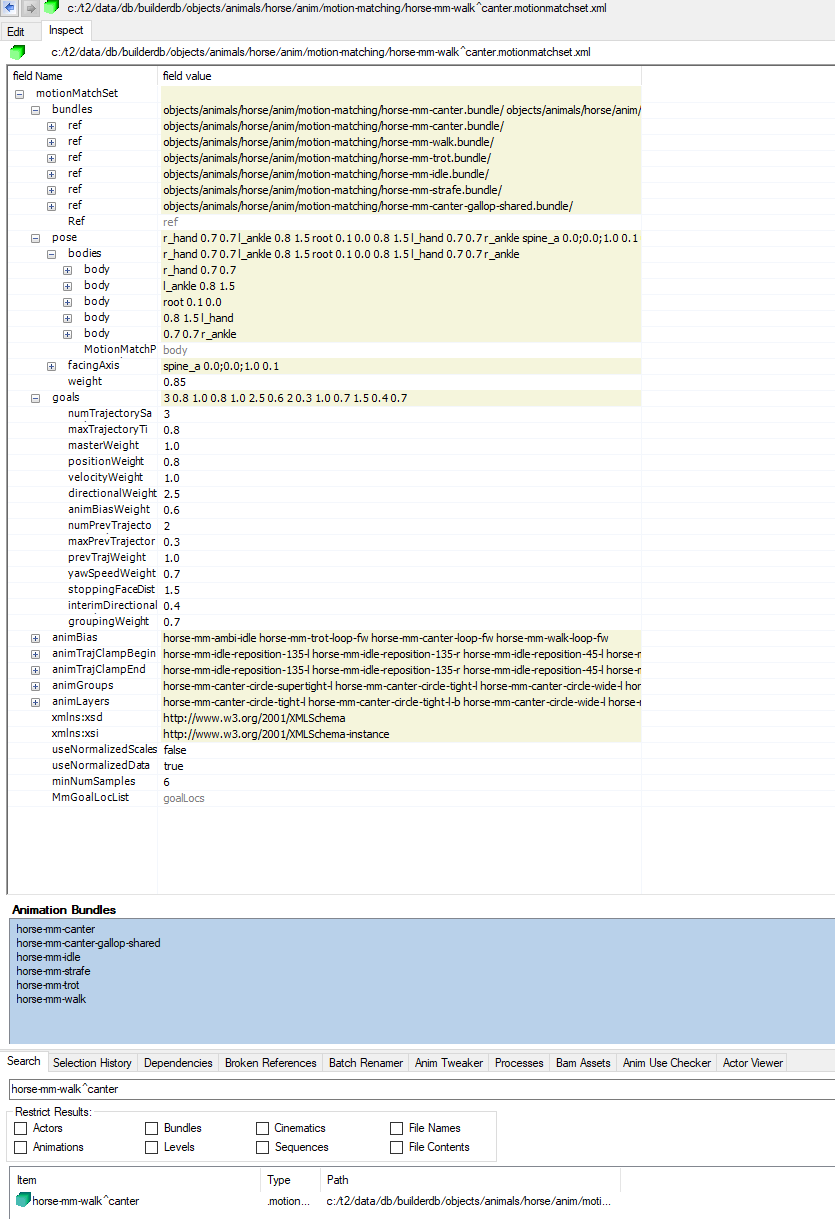 c:/t2/data/db/builderdb/objects/animals/horse/anim/motion-matching/horse-mm-walk^canter.motionmatchset.xml
Edit Inspect
c:/t2/data/db/builderdb/objects/animals/horse/anim/motion-matching/horse-mm-walk^canter.motionmatchset.xml
field Name field value
motionMatchSet
bundles objects/animals/horse/anim/motion-matching/horse-mm-canter.bundle/ objects/animals/horse/anim/
ref objects/animals/horse/anim/motion-matching/horse-mm-canter.bundle/
ref objects/animals/horse/anim/motion-matching/horse-mm-walk.bundle/
ref objects/animals/horse/anim/motion-matching/horse-mm-trot.bundle/
ref objects/animals/horse/anim/motion-matching/horse-mm-idle.bundle/
ref objects/animals/horse/anim/motion-matching/horse-mm-strafe.bundle/
ref objects/animals/horse/anim/motion-matching/horse-mm-canter-gallop-shared.bundle/
Ref ref
pose r_hand 0.7 0.7 l_ankle 0.8 1.5 root 0.1 0.0 0.8 1.5 l_hand 0.7 0.7 r_ankle spine_a 0.0;0.0;1.0 0.1
bodies r_hand 0.7 0.7 l_ankle 0.8 1.5 root 0.1 0.0 0.8 1.5 l_hand 0.7 0.7 r_ankle
body r_hand 0.7 0.7
body l_ankle 0.8 1.5
body root 0.1 0.0
body 0.8 1.5 l_hand
body 0.7 0.7 r_ankle
MotionMatchP body
facingAxis spine_a 0.0;0.0;1.0 0.1
weight 0.85
goals 3 0.8 1.0 0.8 1.0 2.5 0.6 2 0.3 1.0 0.7 1.5 0.4 0.7
numTrajectorySa 3
maxTrajectoryTi 0.8
masterWeight 1.0
positionWeight 0.8
velocityWeight 1.0
directionalWeight 2.5
animBiasWeight 0.6
numPrevTrajecto 2
maxPrevTrajector 0.3
prevTrajWeight 1.0
yawSpeedWeight 0.7
stoppingFaceDist 1.5
interimDirectional 0.4
groupingWeight 0.7
animBias horse-mm-ambi-idle horse-mm-trot-loop-fw horse-mm-canter-loop-fw horse-mm-walk-loop-fw
animTrajClampBegin horse-mm-idle-reposition-135-l horse-mm-idle-reposition-135-r horse-mm-idle-reposition-45-l horse-m
animTrajClampEnd horse-mm-idle-reposition-135-l horse-mm-idle-reposition-135-r horse-mm-idle-reposition-45-l horse-m
animGroups horse-mm-canter-circle-supertight-l horse-mm-canter-circle-tight-l horse-mm-canter-circle-wide-l hor
animLayers horse-mm-canter-circle-tight-l horse-mm-canter-circle-tight-l-b horse-mm-canter-circle-wide-l horse-m
xmlns:xsd http://www.w3.org/2001/XMLSchema
xmlns:xsi http://www.w3.org/2001/XMLSchema-instance
useNormalizedScales false
useNormalizedData true
minNumSamples 6
MmGoalLocList goalLocs
Animation Bundles
horse-mm-canter
horse-mm-canter-gallop-shared
horse-mm-idle
horse-mm-strafe
horse-mm-trot
horse-mm-walk
Search Selection History Dependencies Broken References Batch Renamer Anim Tweaker Processes Bam Assets Anim Use Checker Actor Viewer
horse-mm-walk^canter
Restrict Results:
Actors Bundles Cinematics File Names
Animations Levels Sequences File Contents
Item Type Path
horse-mm-walk^canter .motion... c:/t2/data/db/builderdb/objects/animals/horse/anim/moti...